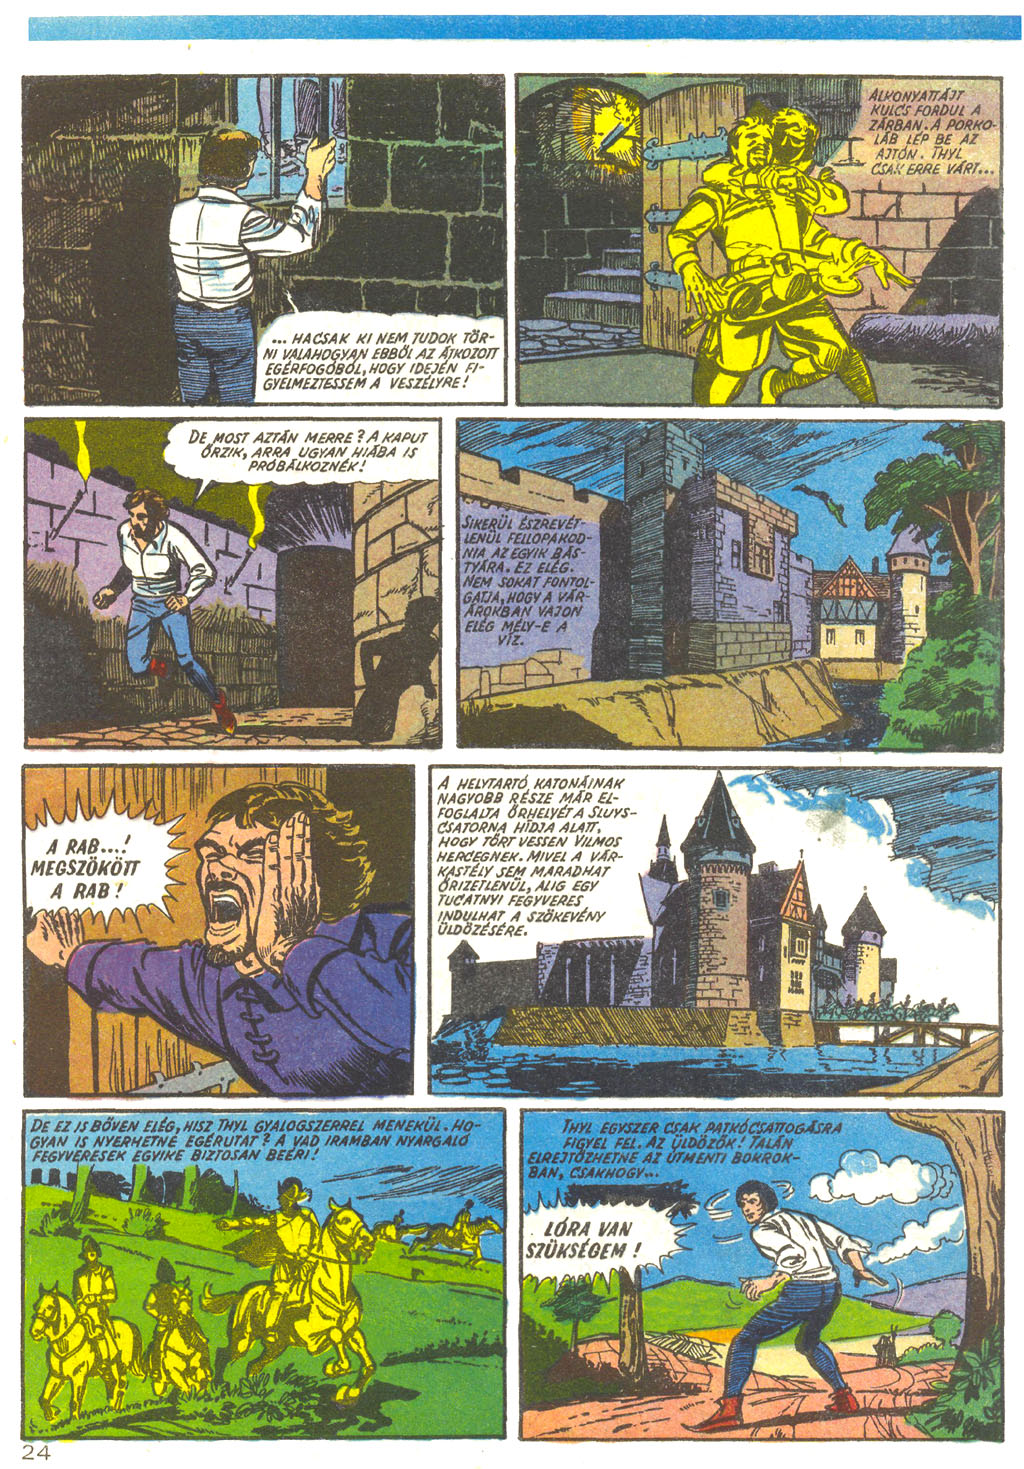 ... HACSAK KI NEM TUDOK TÖR-
NI VALAHOGYAN EBBŐL AZ ÁTKOZOTT
EGÉRFOGÓBÓL, HOGY IDEJÉN FI-
GYELMEZTESSEM A VESZÉLYRE!
ALKONYATTÁJT
KULCS FORDUL A
ZÁRBAN. A PORKO-
LÁB LÉP BE AZ
AJTÓN. THYL
CSAK ERRE VÁRT...
DE MOST AZTÁN MERRE? A KAPUT
ŐRZIK, ARRA UGYAN HIÁBA IS
PRÓBÁLKOZNÉK!
SIKERÜL ÉSZREVÉT-
LENÜL FELLOPAKOD-
NIA AZ EGYIK BÁS-
TYÁRA. EZ ELÉG.
NEM SOKAT FONTOL-
GATJA, HOGY A VÁR-
ÁROKBAN VAJON
ELÉG MÉLY-E A
VÍZ.
A RAB...!
MEGSZÖKÖTT
A RAB!
A HELYTARTÓ KATONÁINAK
NAGYOBB RÉSZE MÁR EL-
FOGLALTA ŐRHELYÉT A SLUYS-
CSATORNA HÍDJA ALATT,
HOGY TŐRT VESSEN VILMOS
HERCEGNEK. MIVEL A VÁR-
KASTÉLY SEM MARADHAT
ŐRIZETLENÜL, ALIG EGY
TUCATNYI FEGYVERES
INDULHAT A SZÖKEVÉNY
ÜLDÖZÉSÉRE.
DE EZ IS BŐVEN ELÉG, HISZ THYL GYALOGSZERREL MENEKÜL. HO-
GYAN IS NYERHETNE EGÉRUTAT? A VAD IRAMBAN NYARGALÓ
FEGYVERESEK EGYIKE BIZTOSAN BEÉRI!
THYL EGYSZER CSAK PATKÓCSATTOGÁSRA
FIGYEL FEL. AZ ÜLDÖZŐK! TALÁN
ELREJTŐZHETNE AZ ÚTMENTI BOKROK-
BAN, CSAKHOGY...
LÓRA VAN
SZÜKSÉGEM!
24